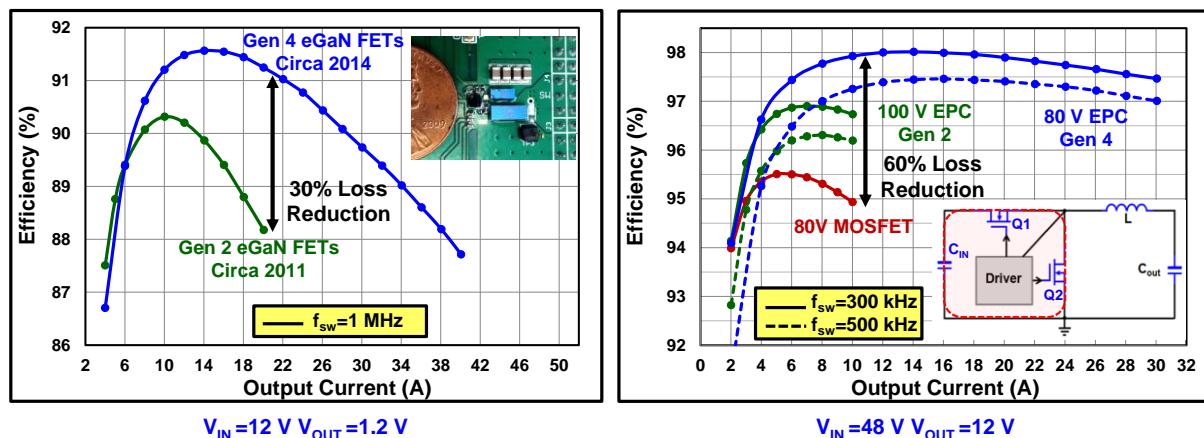 92
91
90
89
88
87
86
Efficiency (%)
Gen 4 eGaN FETs
Circa 2014
30% Loss
Reduction
Gen 2 eGaN FETs
Circa 2011
f_sw=1 MHz
2 6 10 14 18 22 26 30 34 38 42 46 50
Output Current (A)
V_IN =12 V V_OUT =1.2 V
2009
SW
J4
J3
99
98
97
96
95
94
93
92
Efficiency (%)
100 V EPC
Gen 2
80 V EPC
Gen 4
60% Loss
Reduction
80V MOSFET
f_sw=300 kHz
f_sw=500 kHz
Q1
L
C_IN
Driver
Q2
C_out
0 2 4 6 8 10 12 14 16 18 20 22 24 26 28 30 32
Output Current (A)
V_IN =48 V V_OUT =12 V